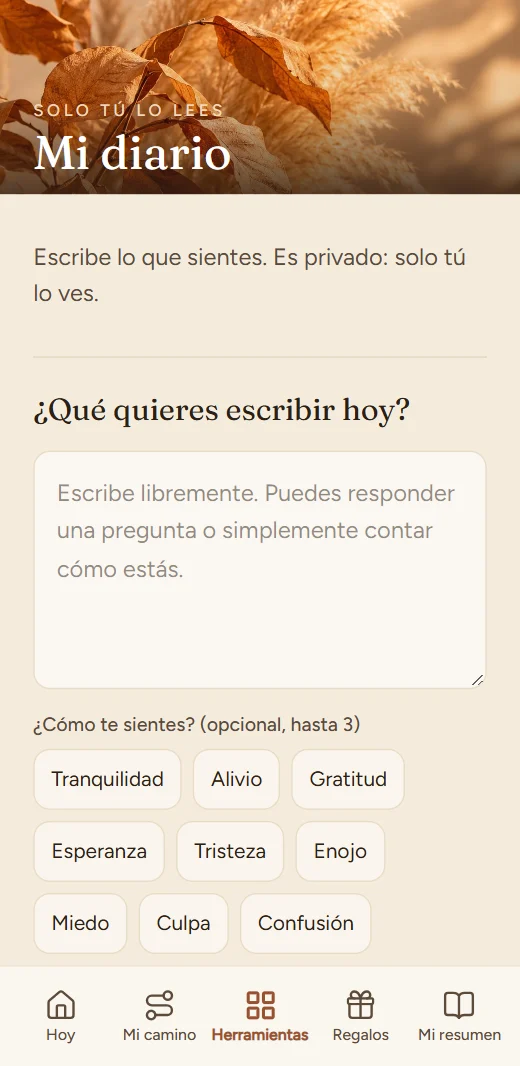 SOLO TÚ LO LEES
Mi diario
Escribe lo que sientes. Es privado: solo tú
lo ves.
¿Qué quieres escribir hoy?
Escribe libremente. Puedes responder
una pregunta o simplemente contar
cómo estás.
¿Cómo te sientes? (opcional, hasta 3)
Tranquilidad Alivio Gratitud
Esperanza Tristeza Enojo
Miedo Culpa Confusión
Hoy Mi camino Herramientas Regalos Mi resumen